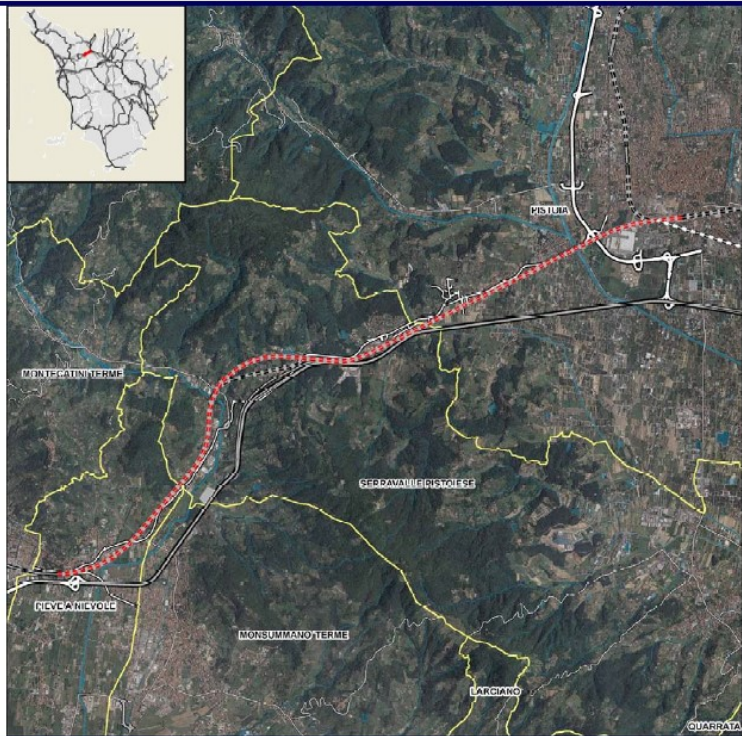 PISTOIA
MONTECATINI TERME
SERRAVALLE PISTOIESE
PIEVE A NIEVOLE
MONSUMMANO TERME
LARCIANO
QUARRATA